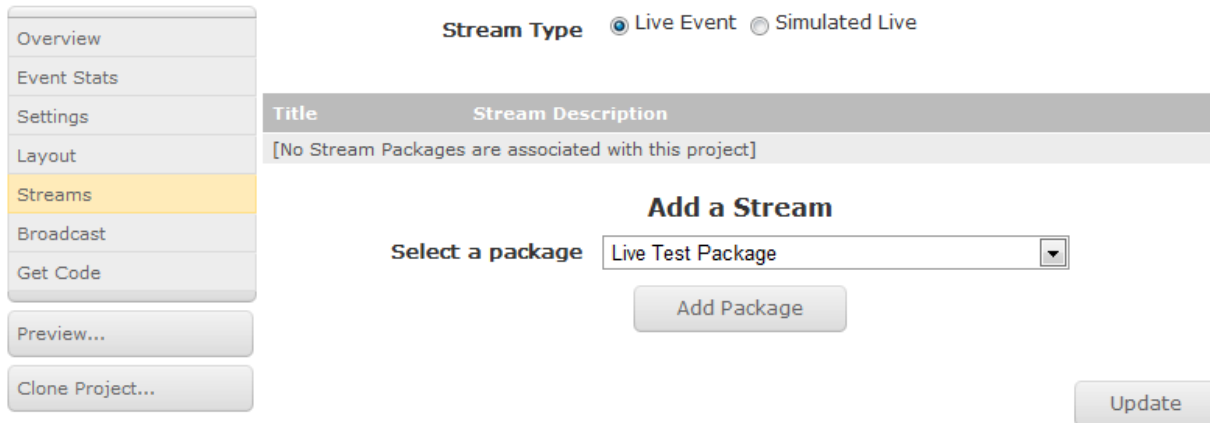 Overview
Event Stats
Settings
Layout
Streams
Broadcast
Get Code
Preview...
Clone Project...
Stream Type Live Event Simulated Live
Title Stream Description
[No Stream Packages are associated with this project]
Add a Stream
Select a package Live Test Package
Add Package
Update